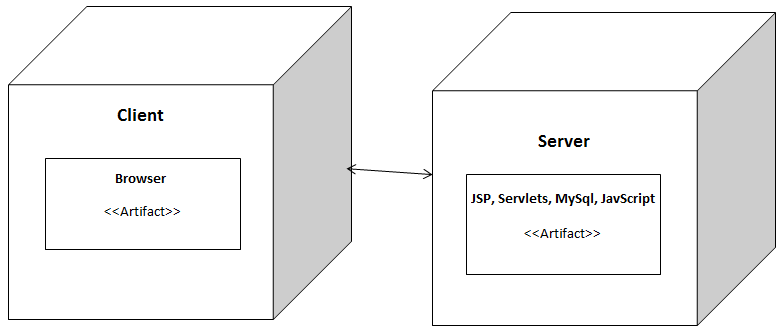 Client
Browser
<<Artifact>>
Server
JSP, Servlets, MySql, JavScript
<<Artifact>>